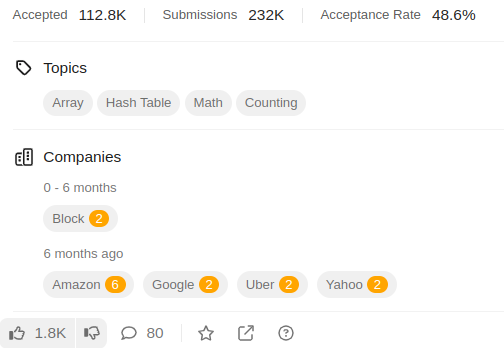 Accepted 112.8K Submissions 232K Acceptance Rate 48.6%
Topics
Array Hash Table Math Counting
Companies
0 - 6 months
Block 2
6 months ago
Amazon 6 Google 2 Uber 2 Yahoo 2
1.8K 80